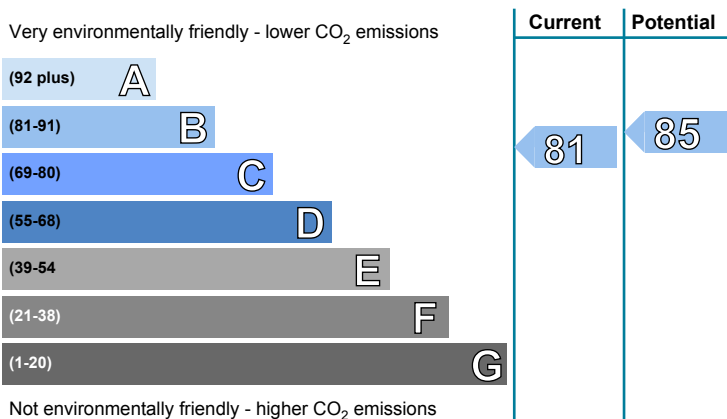 Very environmentally friendly - lower CO2 emissions
Current
Potential
(92 plus) A
(81-91) B
(69-80) C
(55-68) D
(39-54 E
(21-38) F
(1-20) G
81
85
Not environmentally friendly - higher CO2 emissions